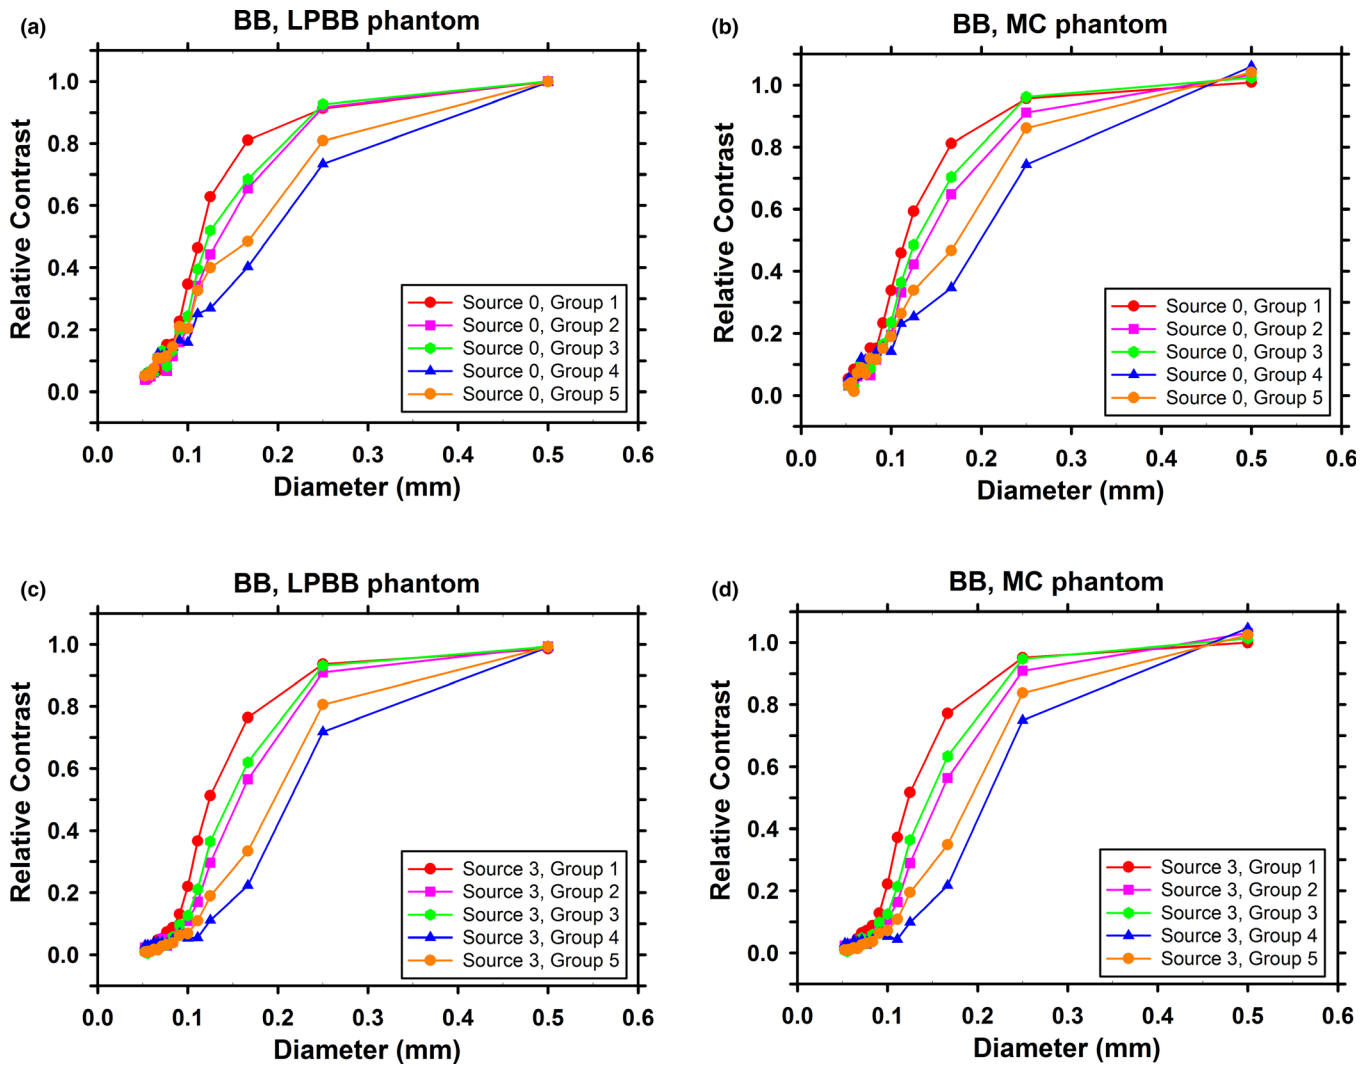 (a)
BB, LPBB phantom
Relative Contrast
1.0
0.8
0.6
0.4
0.2
0.0
Source 0, Group 1
Source 0, Group 2
Source 0, Group 3
Source 0, Group 4
Source 0, Group 5
0.0 0.1 0.2 0.3 0.4 0.5 0.6
Diameter (mm)
(b)
BB, MC phantom
Relative Contrast
1.0
0.8
0.6
0.4
0.2
0.0
Source 0, Group 1
Source 0, Group 2
Source 0, Group 3
Source 0, Group 4
Source 0, Group 5
0.0 0.1 0.2 0.3 0.4 0.5 0.6
Diameter (mm)
(c)
BB, LPBB phantom
Relative Contrast
1.0
0.8
0.6
0.4
0.2
0.0
Source 3, Group 1
Source 3, Group 2
Source 3, Group 3
Source 3, Group 4
Source 3, Group 5
0.0 0.1 0.2 0.3 0.4 0.5 0.6
Diameter (mm)
(d)
BB, MC phantom
Relative Contrast
1.0
0.8
0.6
0.4
0.2
0.0
Source 3, Group 1
Source 3, Group 2
Source 3, Group 3
Source 3, Group 4
Source 3, Group 5
0.0 0.1 0.2 0.3 0.4 0.5 0.6
Diameter (mm)